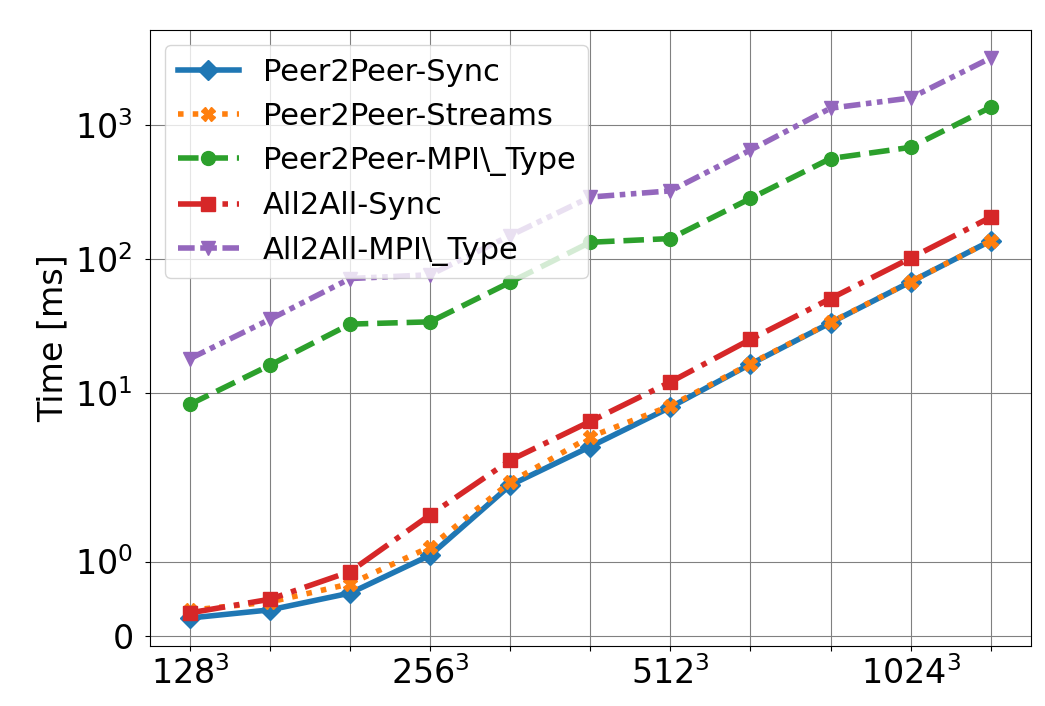 Peer2Peer-Sync
Peer2Peer-Streams
Peer2Peer-MPI\_Type
All2All-Sync
All2All-MPI\_Type
Time [ms]
10³
10²
10¹
10⁰
0
128³ 256³ 512³ 1024³